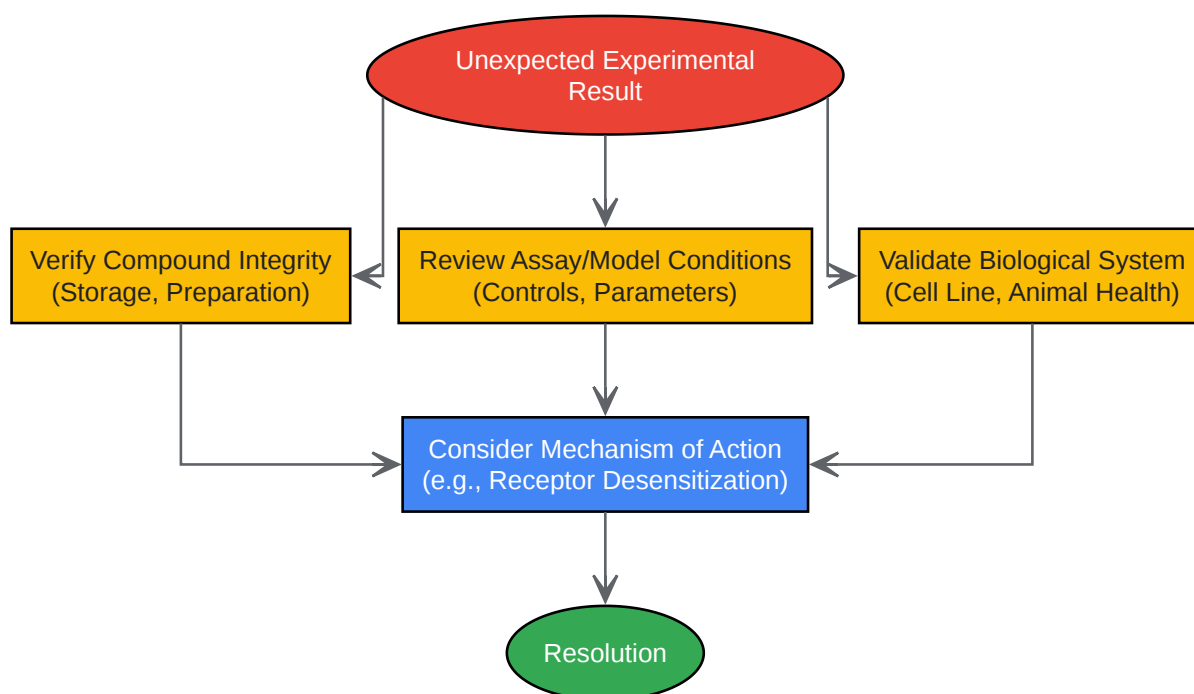 Unexpected Experimental
Result
Verify Compound Integrity
(Storage, Preparation)
Review Assay/Model Conditions
(Controls, Parameters)
Validate Biological System
(Cell Line, Animal Health)
Consider Mechanism of Action
(e.g., Receptor Desensitization)
Resolution